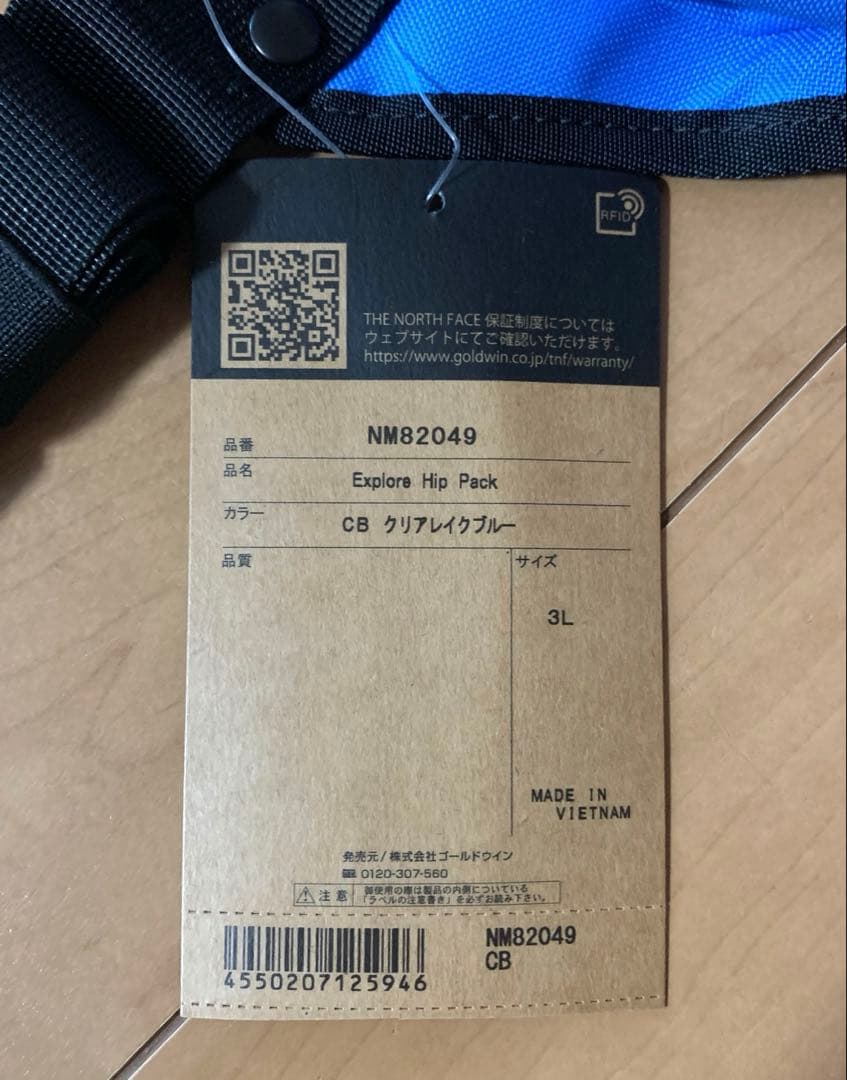 RFID
THE NORTH FACE 保証制度については
ウェブサイトにてご確認いただけます。
https://www.goldwin.co.jp/tnf/warranty/
品番 NM82049
品名 Explore Hip Pack
カラー CB クリアレイクブルー
品質
サイズ
3L
MADE IN
VIETNAM
発売元/株式会社ゴールドウイン
0120-307-560
注意
御使用の際は製品の内側についている
「ラベルの注意書き」を必ずお読み下さい。
NM82049
CB
4550207125946